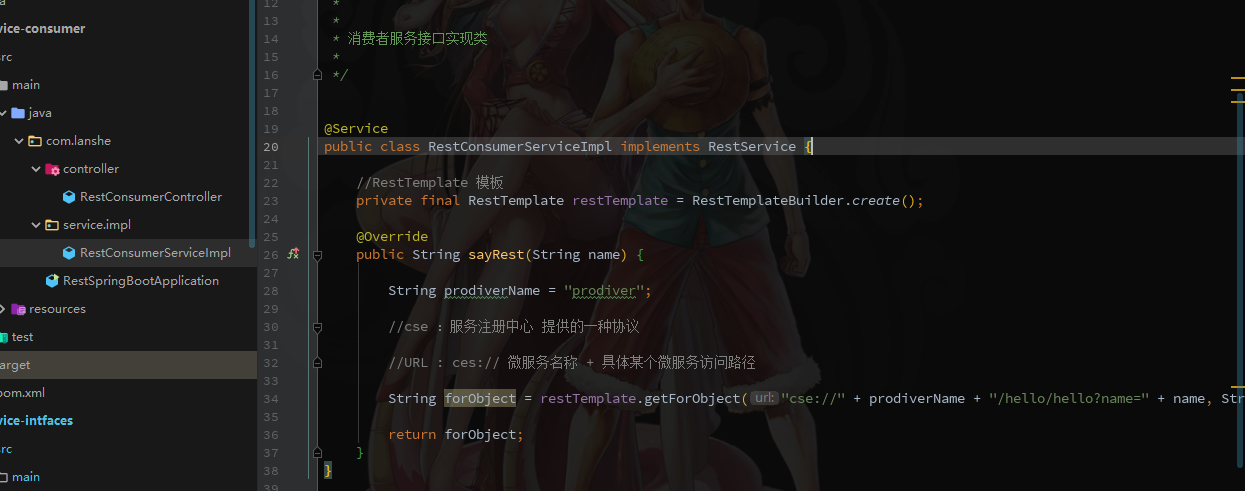 vice-consumer
rc
main
java
com.lanshe
controller
RestConsumerController
service.impl
RestConsumerServiceImpl
RestSpringBootApplication
resources
test
arget
pom.xml
vice-intfaces
rc
main
12 *
13 *
14 * 消费者服务接口实现类
15 *
16 */
17
18
19 @Service
20 public class RestConsumerServiceImpl implements RestService {
21
22 //RestTemplate 模板
23 private final RestTemplate restTemplate = RestTemplateBuilder.create();
24
25 @Override
26 public String sayRest(String name) {
27
28 String prodiverName = "prodiver";
29
30 //cse : 服务注册中心 提供的一种协议
31
32 //URL : ces:// 微服务名称 + 具体某个微服务访问路径
33
34 String forObject = restTemplate.getForObject( url: "cse://" + prodiverName + "/hello/hello?name=" + name, Str
35
36 return forObject;
37 }
38 }
39